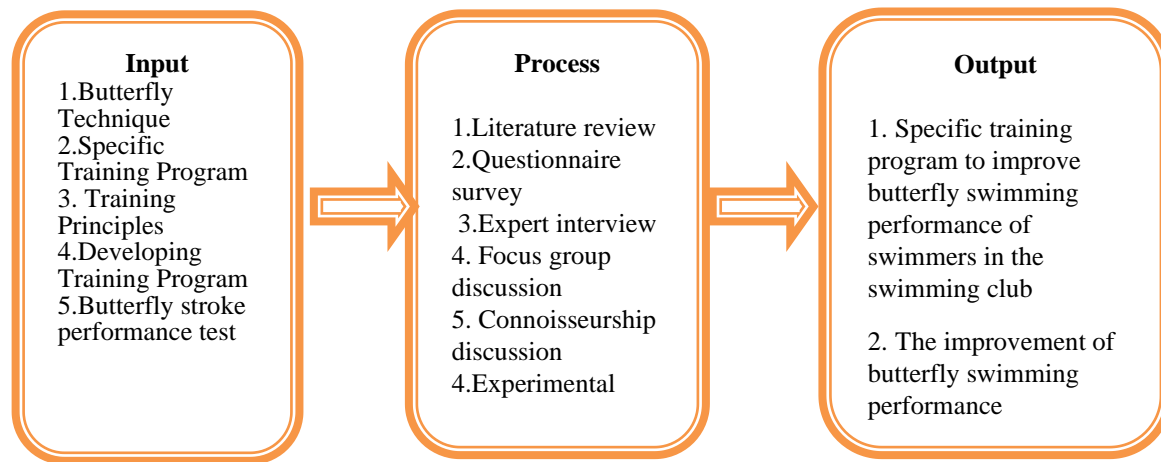 Input
1.Butterfly
Technique
2.Specific
Training Program
3. Training
Principles
4.Developing
Training Program
5.Butterfly stroke
performance test
Process
1.Literature review
2.Questionnaire
survey
3.Expert interview
4. Focus group
discussion
5. Connoisseurship
discussion
4.Experimental
Output
1. Specific training
program to improve
butterfly swimming
performance of
swimmers in the
swimming club
2. The improvement of
butterfly swimming
performance